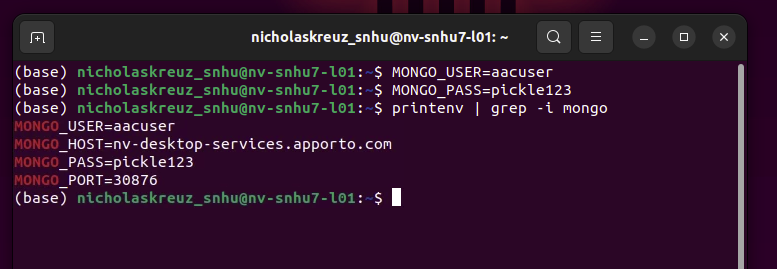 nicholaskreuz_snhu@nv-snhu7-l01: ~
(base) nicholaskreuz_snhu@nv-snhu7-l01:~$ MONGO_USER=aacuser
(base) nicholaskreuz_snhu@nv-snhu7-l01:~$ MONGO_PASS=pickle123
(base) nicholaskreuz_snhu@nv-snhu7-l01:~$ printenv | grep -i mongo
MONGO_USER=aacuser
MONGO_HOST=nv-desktop-services.apporto.com
MONGO_PASS=pickle123
MONGO_PORT=30876
(base) nicholaskreuz_snhu@nv-snhu7-l01:~$